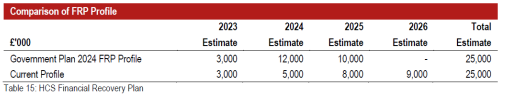 Comparison of FRP Profile
2023 2024 2025 2026 Total
£'000 Estimate Estimate Estimate Estimate Estimate
Government Plan 2024 FRP Profile 3,000 12,000 10,000 - 25,000
Current Profile 3,000 5,000 8,000 9,000 25,000
Table 15: HCS Financial Recovery Plan